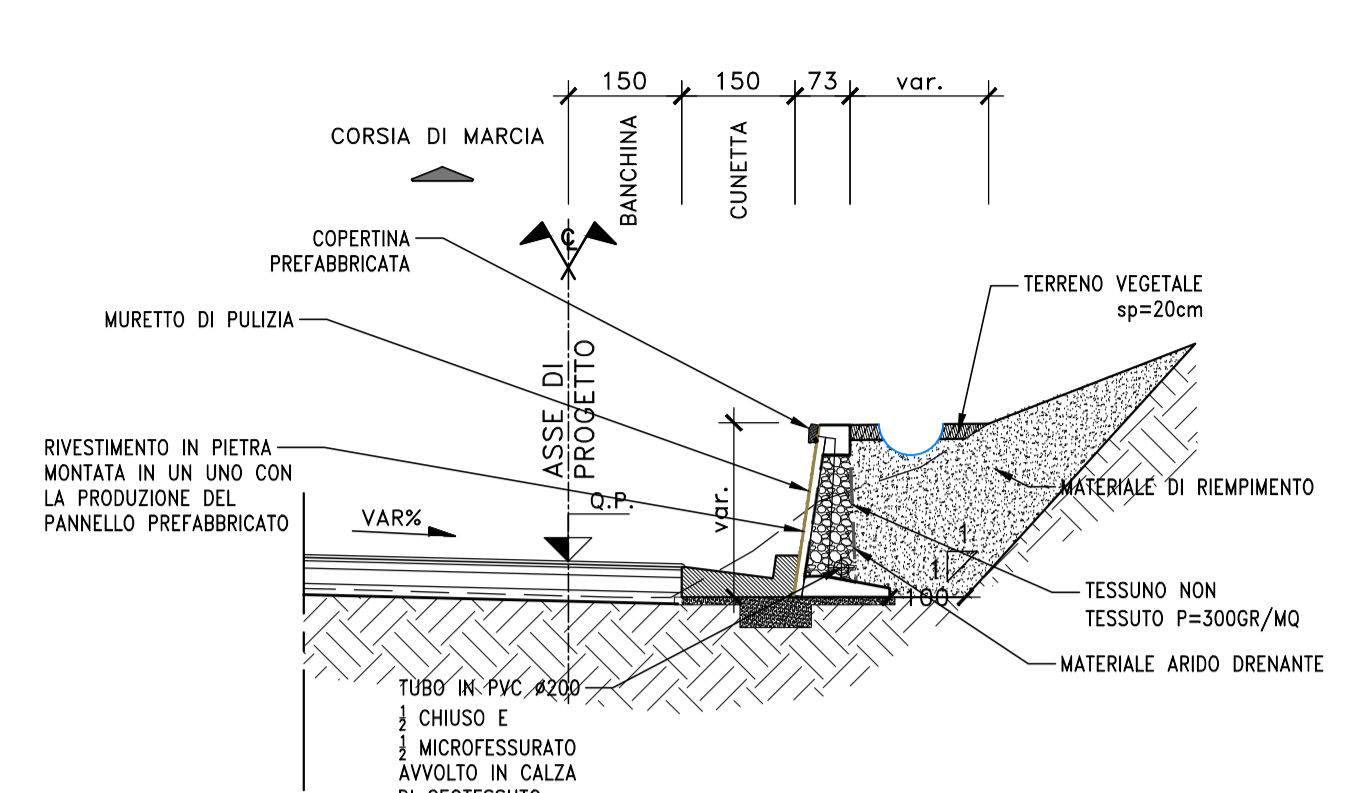 150
150
73
var.
CORSIA DI MARCIA
BANCHINA
CUNETTA
COPERTINA
PREFABBRICATA
TERRENO VEGETALE
sp=20cm
MURETTO DI PULIZIA
ASSE DI
PROGETTO
RIVESTIMENTO IN PIETRA
MONTATA IN UN UNO CON
LA PRODUZIONE DEL
PANNELLO PREFABBRICATO
VAR%
Q.P.
var.
MATERIALE DI RIEMPIMENTO
1
1
100
TESSUNO NON
TESSUTO P=300GR/MQ
MATERIALE ARIDO DRENANTE
TUBO IN PVC ø200
½ CHIUSO E
½ MICROFESSURATO
AVVOLTO IN CALZA